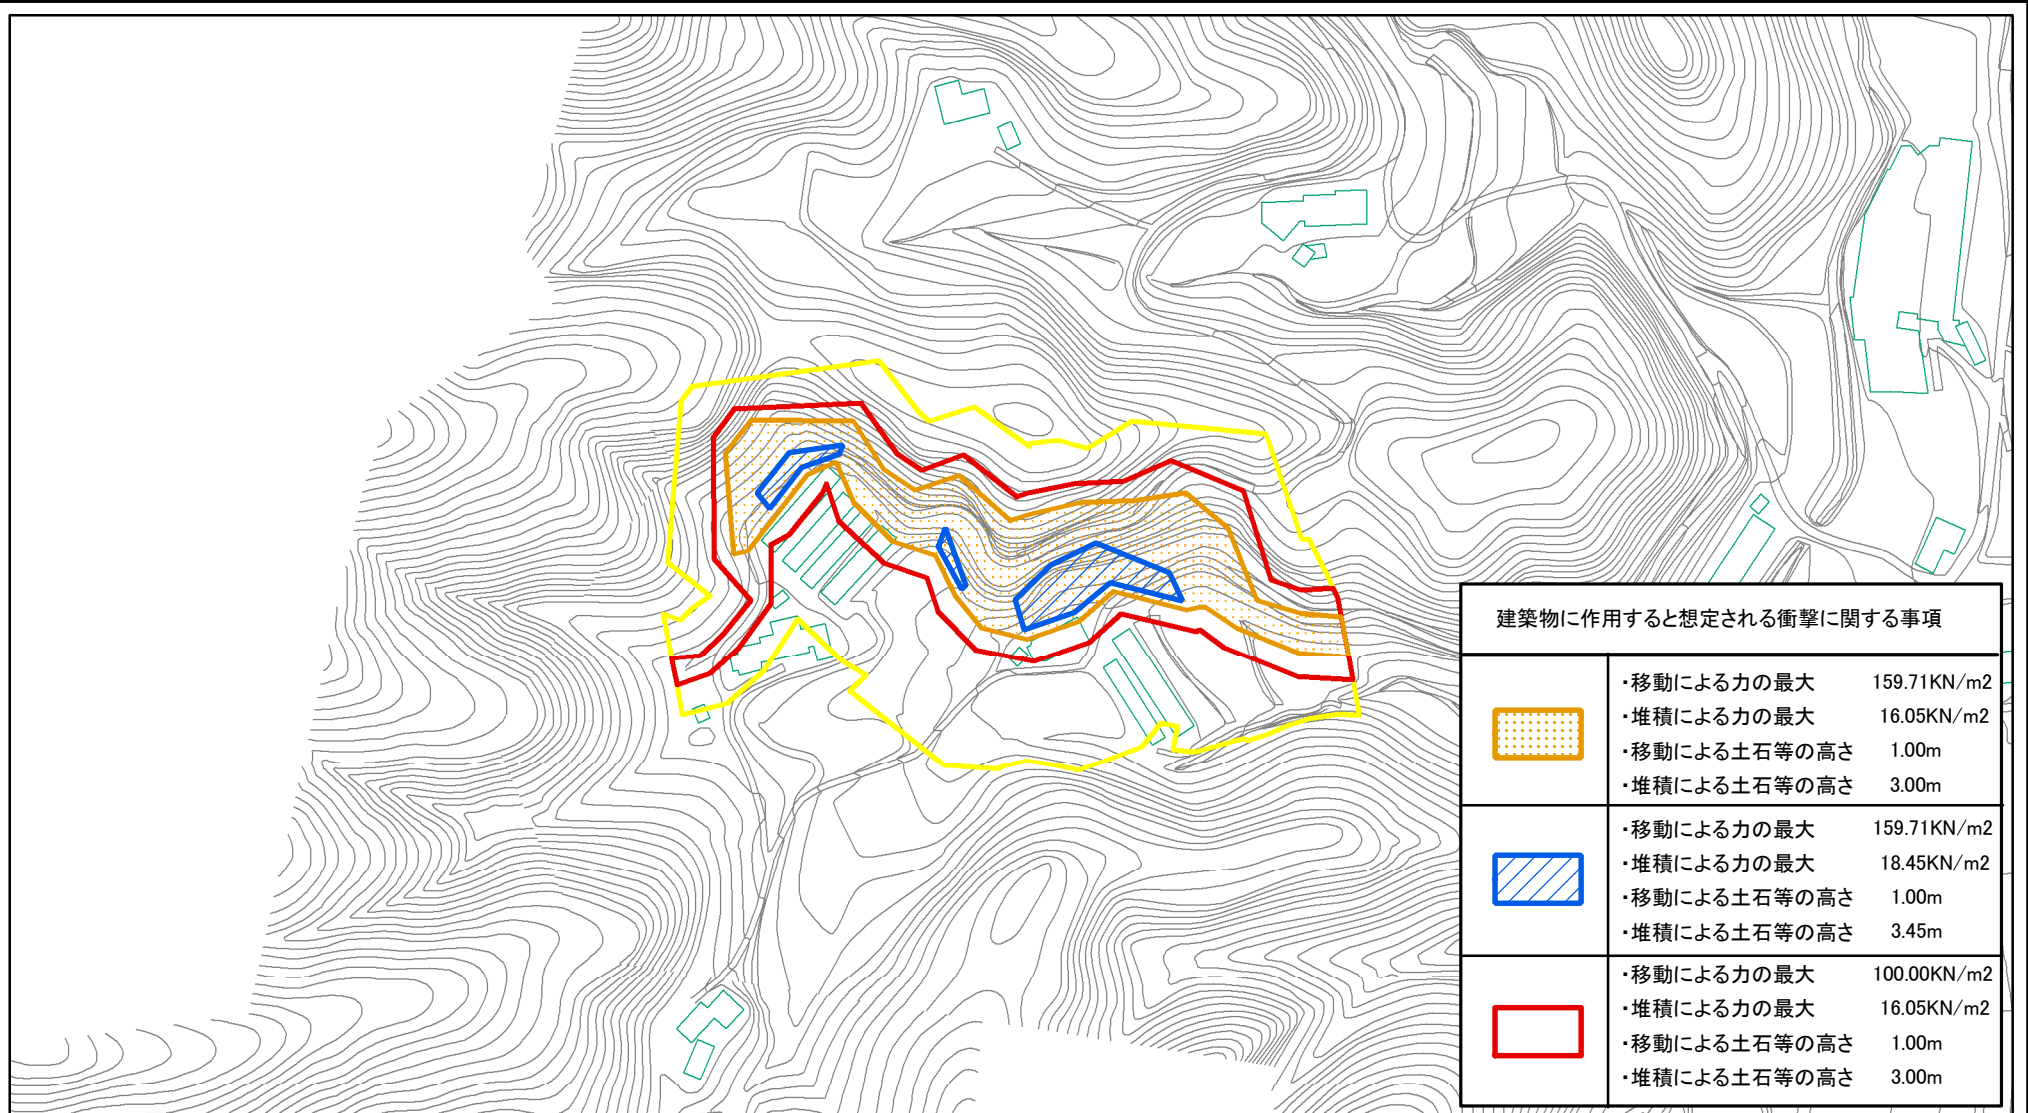 建築物に作用すると想定される衝撃に関する事項
・移動による力の最大 159.71KN/m2
・堆積による力の最大 16.05KN/m2
・移動による土石等の高さ 1.00m
・堆積による土石等の高さ 3.00m
・移動による力の最大 159.71KN/m2
・堆積による力の最大 18.45KN/m2
・移動による土石等の高さ 1.00m
・堆積による土石等の高さ 3.45m
・移動による力の最大 100.00KN/m2
・堆積による力の最大 16.05KN/m2
・移動による土石等の高さ 1.00m
・堆積による土石等の高さ 3.00m